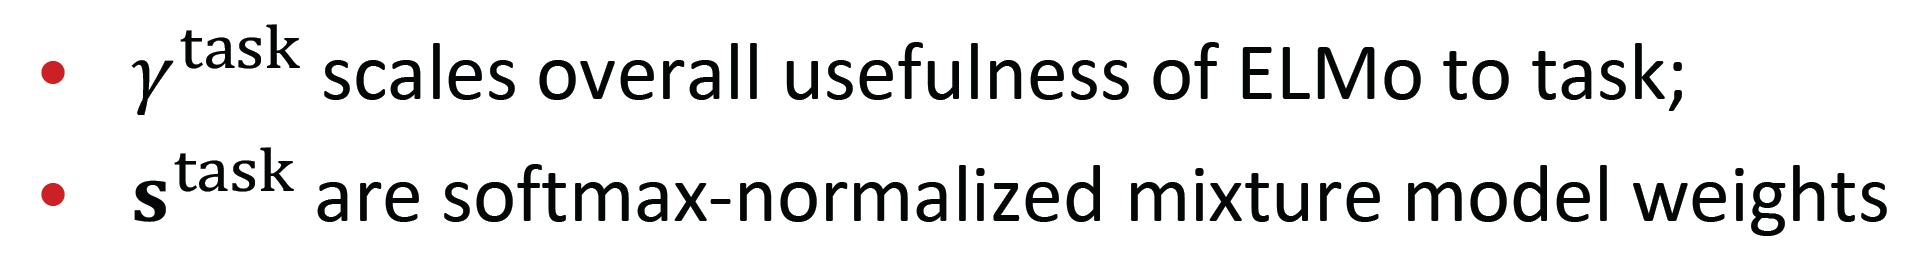 • γ^task scales overall usefulness of ELMo to task;
• s^task are softmax-normalized mixture model weights